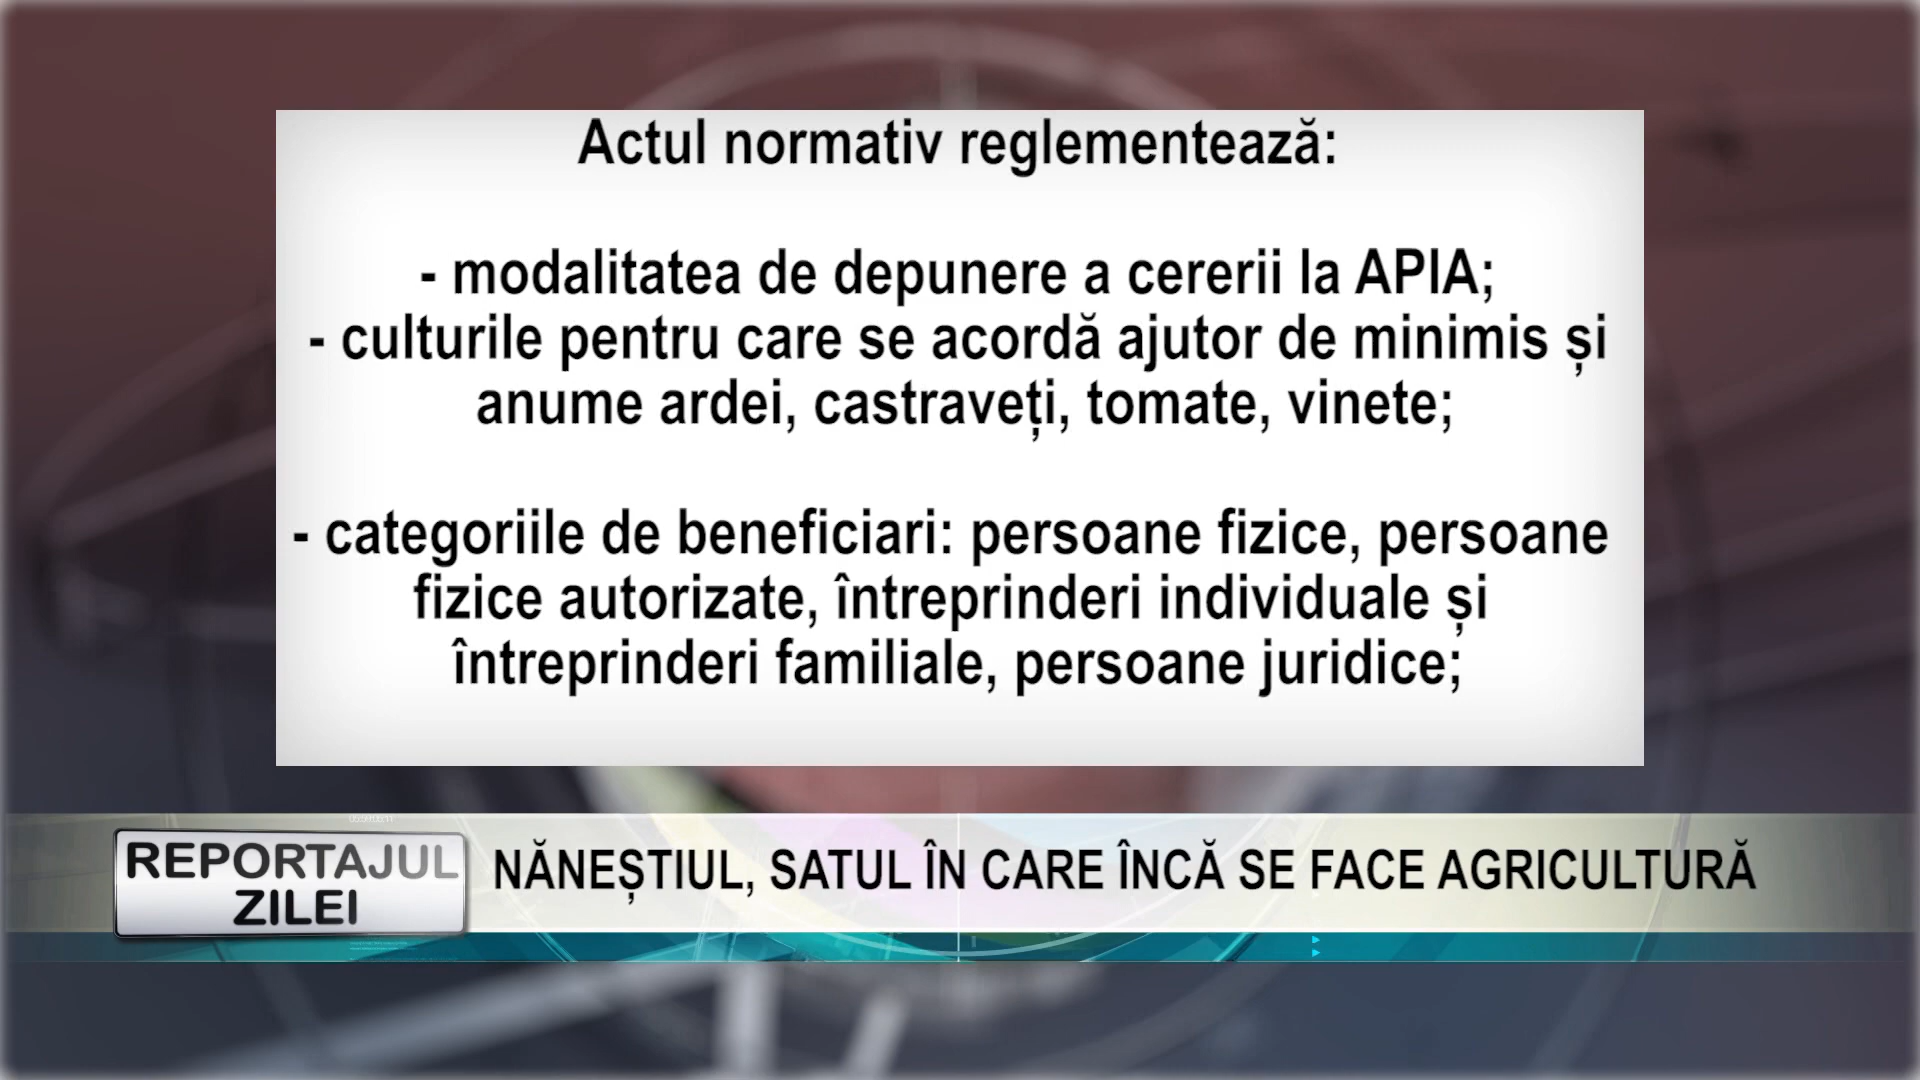 Actul normativ reglementează:
- modalitatea de depunere a cererii la APIA;
- culturile pentru care se acordă ajutor de minimis și
anume ardei, castraveți, tomate, vinete;
- categoriile de beneficiari: persoane fizice, persoane
fizice autorizate, întreprinderi individuale și
întreprinderi familiale, persoane juridice;
REPORTAJUL
ZILEI
NĂNEȘTIUL, SATUL ÎN CARE ÎNCĂ SE FACE AGRICULTURĂ